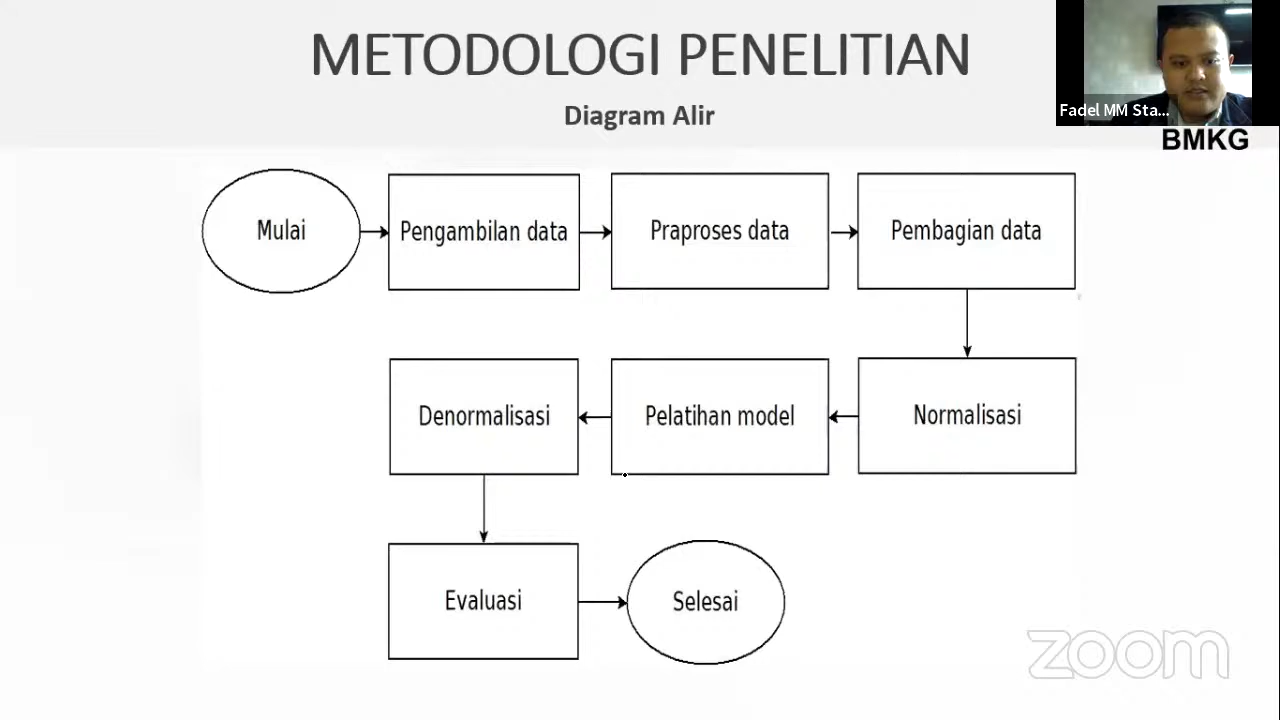 METODOLOGI PENELITIAN
Diagram Alir
Fadel MM Sta...
BMKG
Mulai
Pengambilan data
Praproses data
Pembagian data
Denormalisasi
Pelatihan model
Normalisasi
Evaluasi
Selesai
zoom